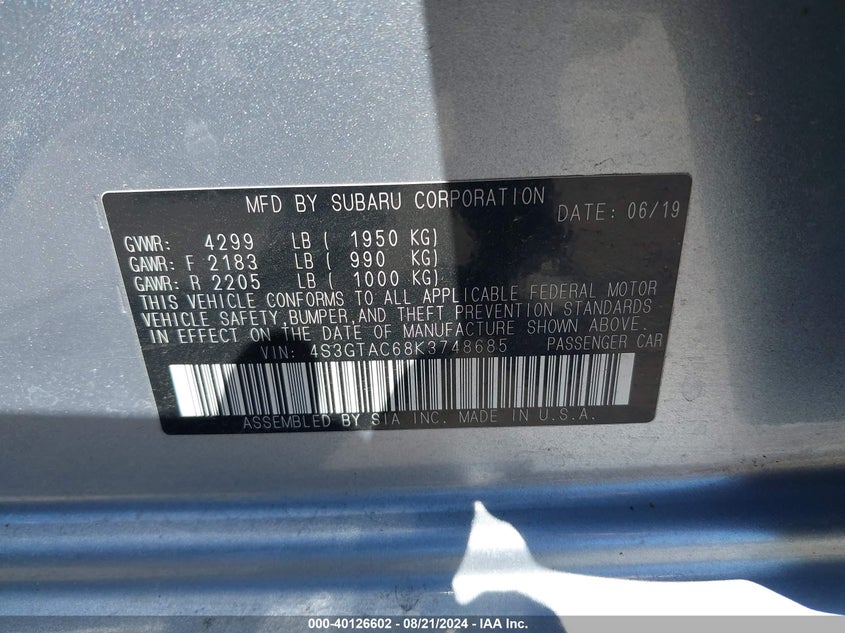 MFD BY SUBARU CORPORATION DATE: 06/19
GVWR: 4299 LB ( 1950 KG)
GAWR: F 2183 LB ( 990 KG)
GAWR: R 2205 LB ( 1000 KG)
THIS VEHICLE CONFORMS TO ALL APPLICABLE FEDERAL MOTOR
VEHICLE SAFETY,BUMPER,AND THEFT PREVENTION STANDARDS
IN EFFECT ON THE DATE OF MANUFACTURE SHOWN ABOVE.
VIN: 4S3GTAC68K3748685 PASSENGER CAR
ASSEMBLED BY SIA INC. MADE IN U.S.A.
000-40126602 - 08/21/2024 - IAA Inc.